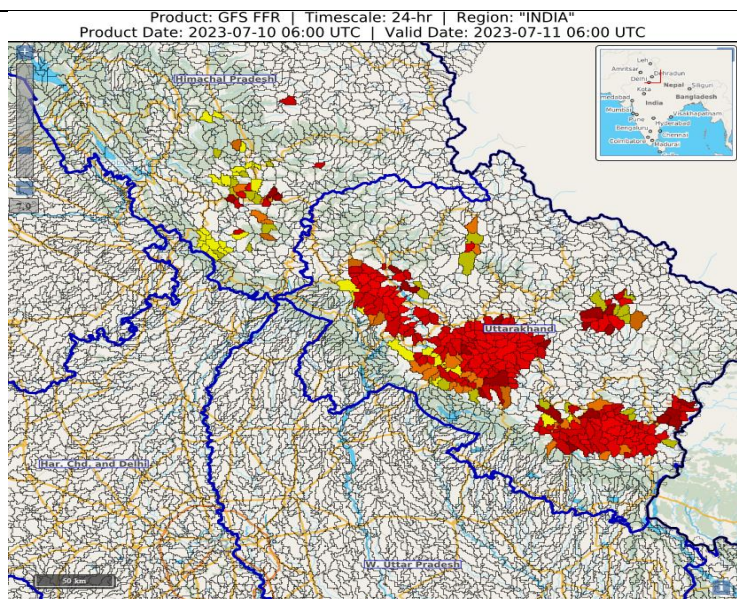 Product: GFS FFR | Timescale: 24-hr | Region: "INDIA"
Product Date: 2023-07-10 06:00 UTC | Valid Date: 2023-07-11 06:00 UTC
Himachal Pradesh
Leh
Amritsar
Dehradun
Delhi
Nepal
Siliguri
Kota
Bangladesh
India
Mumbai
Visakhapatnam
Pune
Hyderabad
Bengaluru
Chennai
Coimbatore
Madurai
7.9
Uttarakhand
Har. Chd. and Delhi
W. Uttar Pradesh
50 km